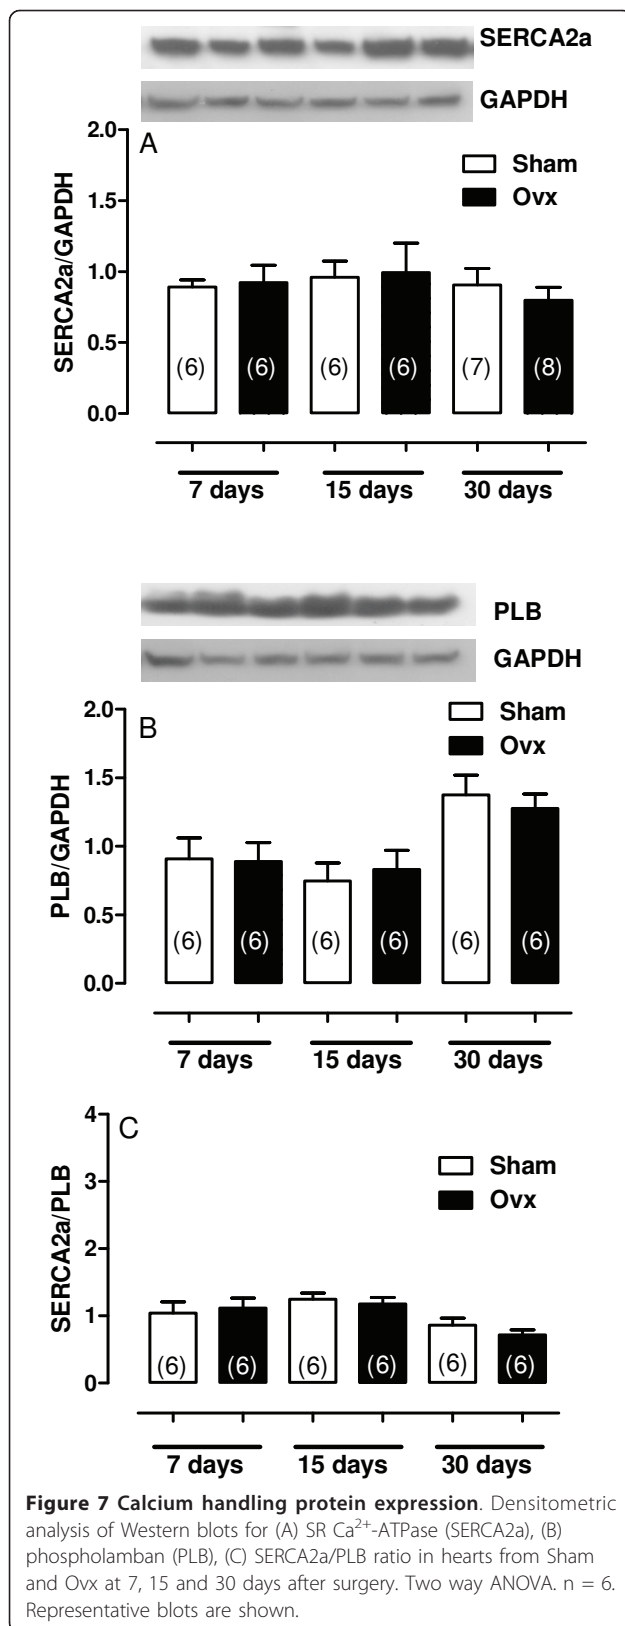 SERCA2a
GAPDH
A
Sham
Ovx
SERCA2a/GAPDH
2.0
1.5
1.0
0.5
0.0
(6) (6) (6) (6) (7) (8)
7 days 15 days 30 days
PLB
GAPDH
B
Sham
Ovx
PLB/GAPDH
2.0
1.5
1.0
0.5
0.0
(6) (6) (6) (6) (6) (6)
7 days 15 days 30 days
C
Sham
Ovx
SERCA2a/PLB
4
3
2
1
0
(6) (6) (6) (6) (6) (6)
7 days 15 days 30 days
Figure 7 Calcium handling protein expression. Densitometric
analysis of Western blots for (A) SR Ca²⁺-ATPase (SERCA2a), (B)
phospholamban (PLB), (C) SERCA2a/PLB ratio in hearts from Sham
and Ovx at 7, 15 and 30 days after surgery. Two way ANOVA. n = 6.
Representative blots are shown.